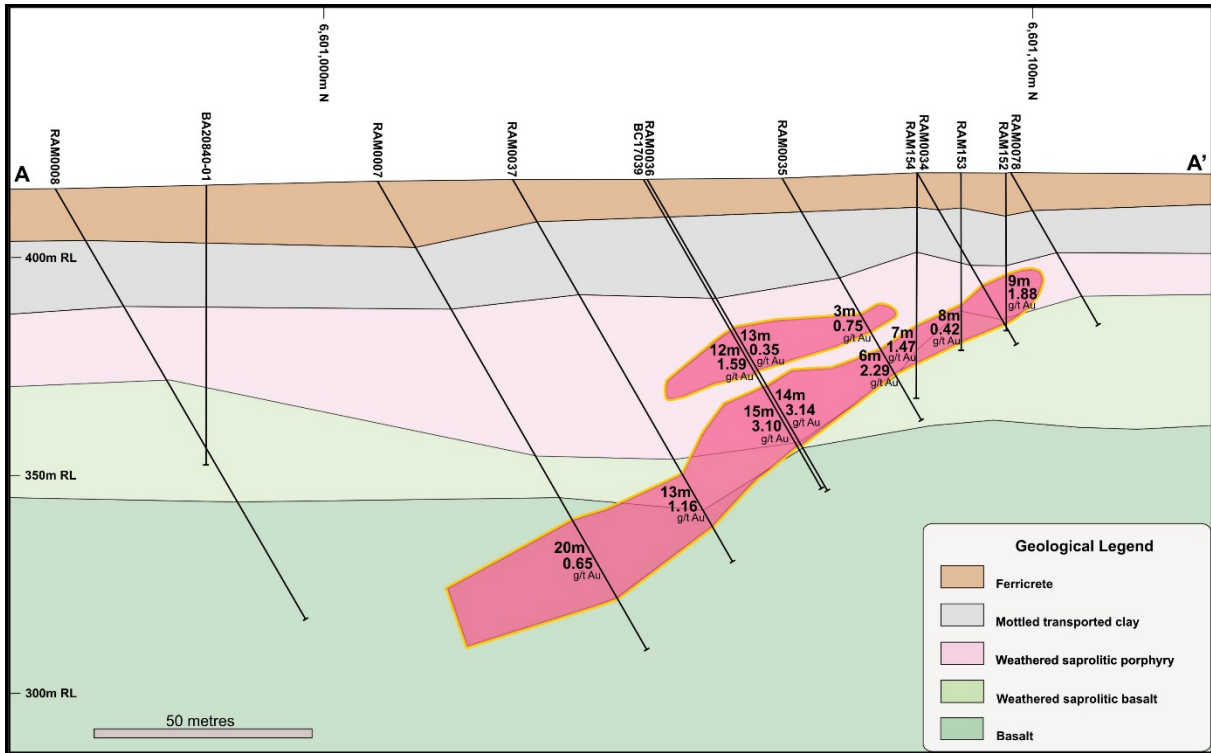 6,601,000m N
6,601,100m N
A
RAM0008
BA20840-01
RAM0007
RAM0037
BC17039
RAM0036
RAM0035
RAM154
RAM0034
RAM153
RAM152
RAM0078
A'
400m RL
350m RL
300m RL
9m
1.88
g/t Au
8m
0.42
g/t Au
7m
1.47
g/t Au
6m
2.29
g/t Au
3m
0.75
g/t Au
13m
0.35
g/t Au
12m
1.59
g/t Au
14m
3.14
g/t Au
15m
3.10
g/t Au
13m
1.16
g/t Au
20m
0.65
g/t Au
50 metres
Geological Legend
Ferricrete
Mottled transported clay
Weathered saprolitic porphyry
Weathered saprolitic basalt
Basalt